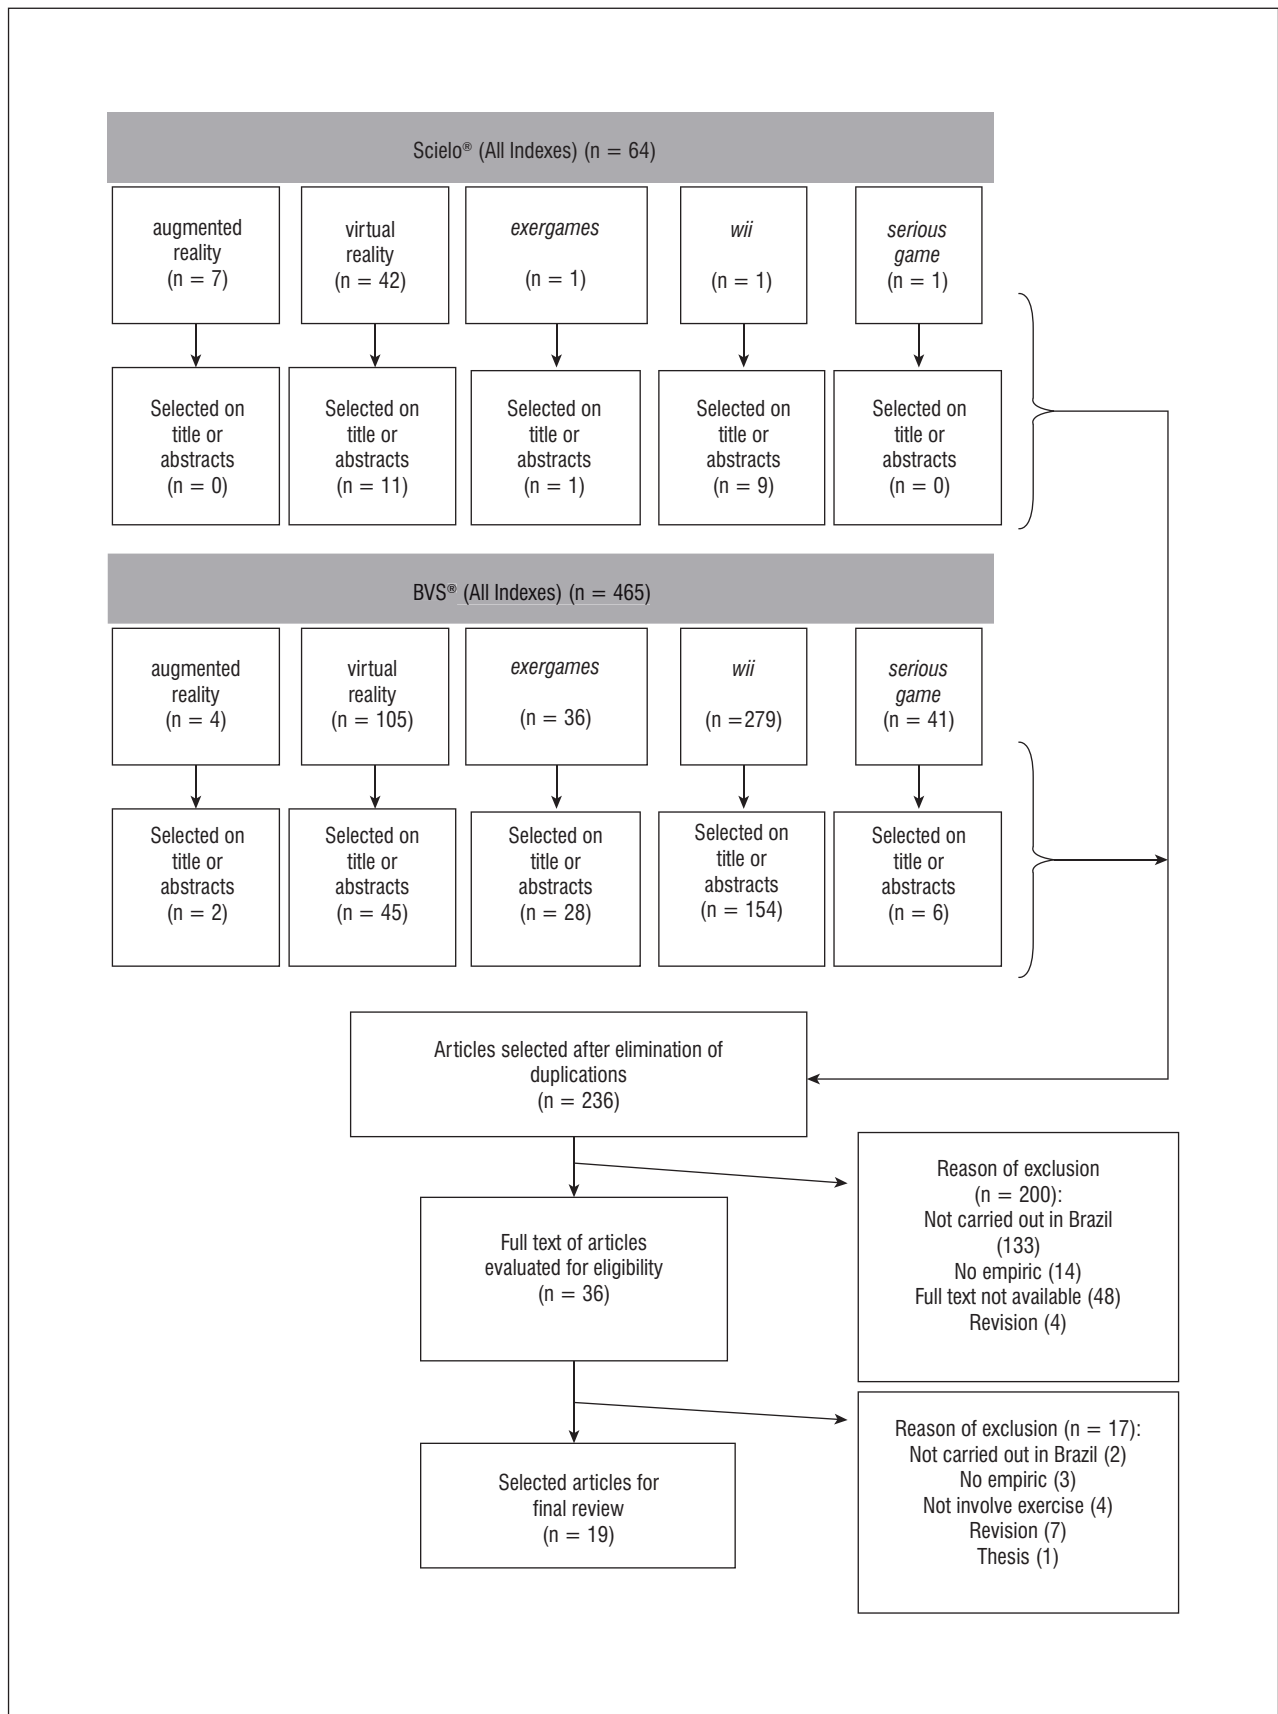 Scielo® (All Indexes) (n = 64)
augmented
reality
(n = 7)
virtual
reality
(n = 42)
exergames
(n = 1)
wii
(n = 1)
serious
game
(n = 1)
Selected on
title or
abstracts
(n = 0)
Selected on
title or
abstracts
(n = 11)
Selected on
title or
abstracts
(n = 1)
Selected on
title or
abstracts
(n = 9)
Selected on
title or
abstracts
(n = 0)
BVS® (All Indexes) (n = 465)
augmented
reality
(n = 4)
virtual
reality
(n = 105)
exergames
(n = 36)
wii
(n =279)
serious
game
(n = 41)
Selected on
title or
abstracts
(n = 2)
Selected on
title or
abstracts
(n = 45)
Selected on
title or
abstracts
(n = 28)
Selected on
title or
abstracts
(n = 154)
Selected on
title or
abstracts
(n = 6)
Articles selected after elimination of
duplications
(n = 236)
Reason of exclusion
(n = 200):
Not carried out in Brazil
(133)
No empiric (14)
Full text not available (48)
Revision (4)
Full text of articles
evaluated for eligibility
(n = 36)
Reason of exclusion (n = 17):
Not carried out in Brazil (2)
No empiric (3)
Not involve exercise (4)
Revision (7)
Thesis (1)
Selected articles for
final review
(n = 19)